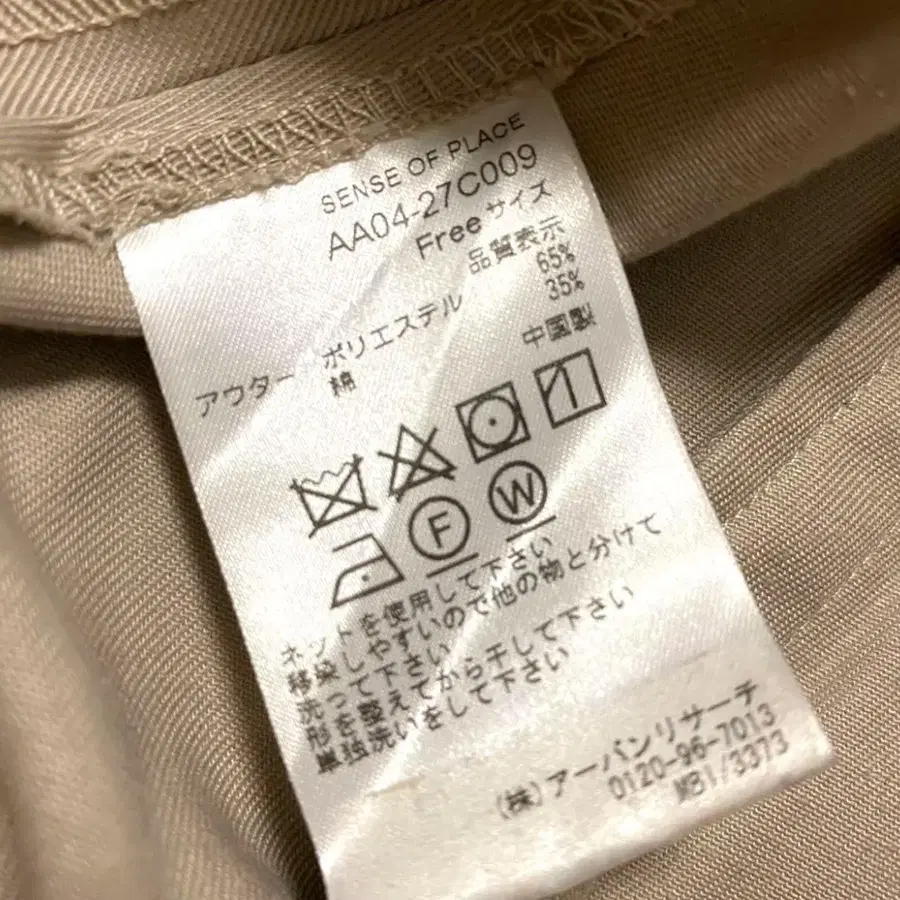 SENSE OF PLACE
AA04-27C009
Freeサイズ
品質表示
アウター ポリエステル 65%
綿 35%
中国製
F W
ネットを使用して下さい
移染しやすいので他の物と分けて
洗って下さい
形を整えてから干して下さい
単独洗いをして下さい
(株)アーバンリサーチ
0120-96-7013
MBI/3373